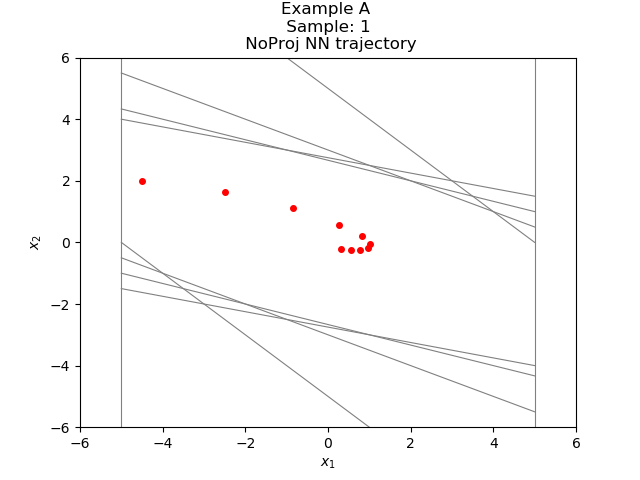 Example A
Sample: 1
NoProj NN trajectory
6
4
2
0
−2
−4
−6
−6 −4 −2 0 2 4 6
x₂
x₁